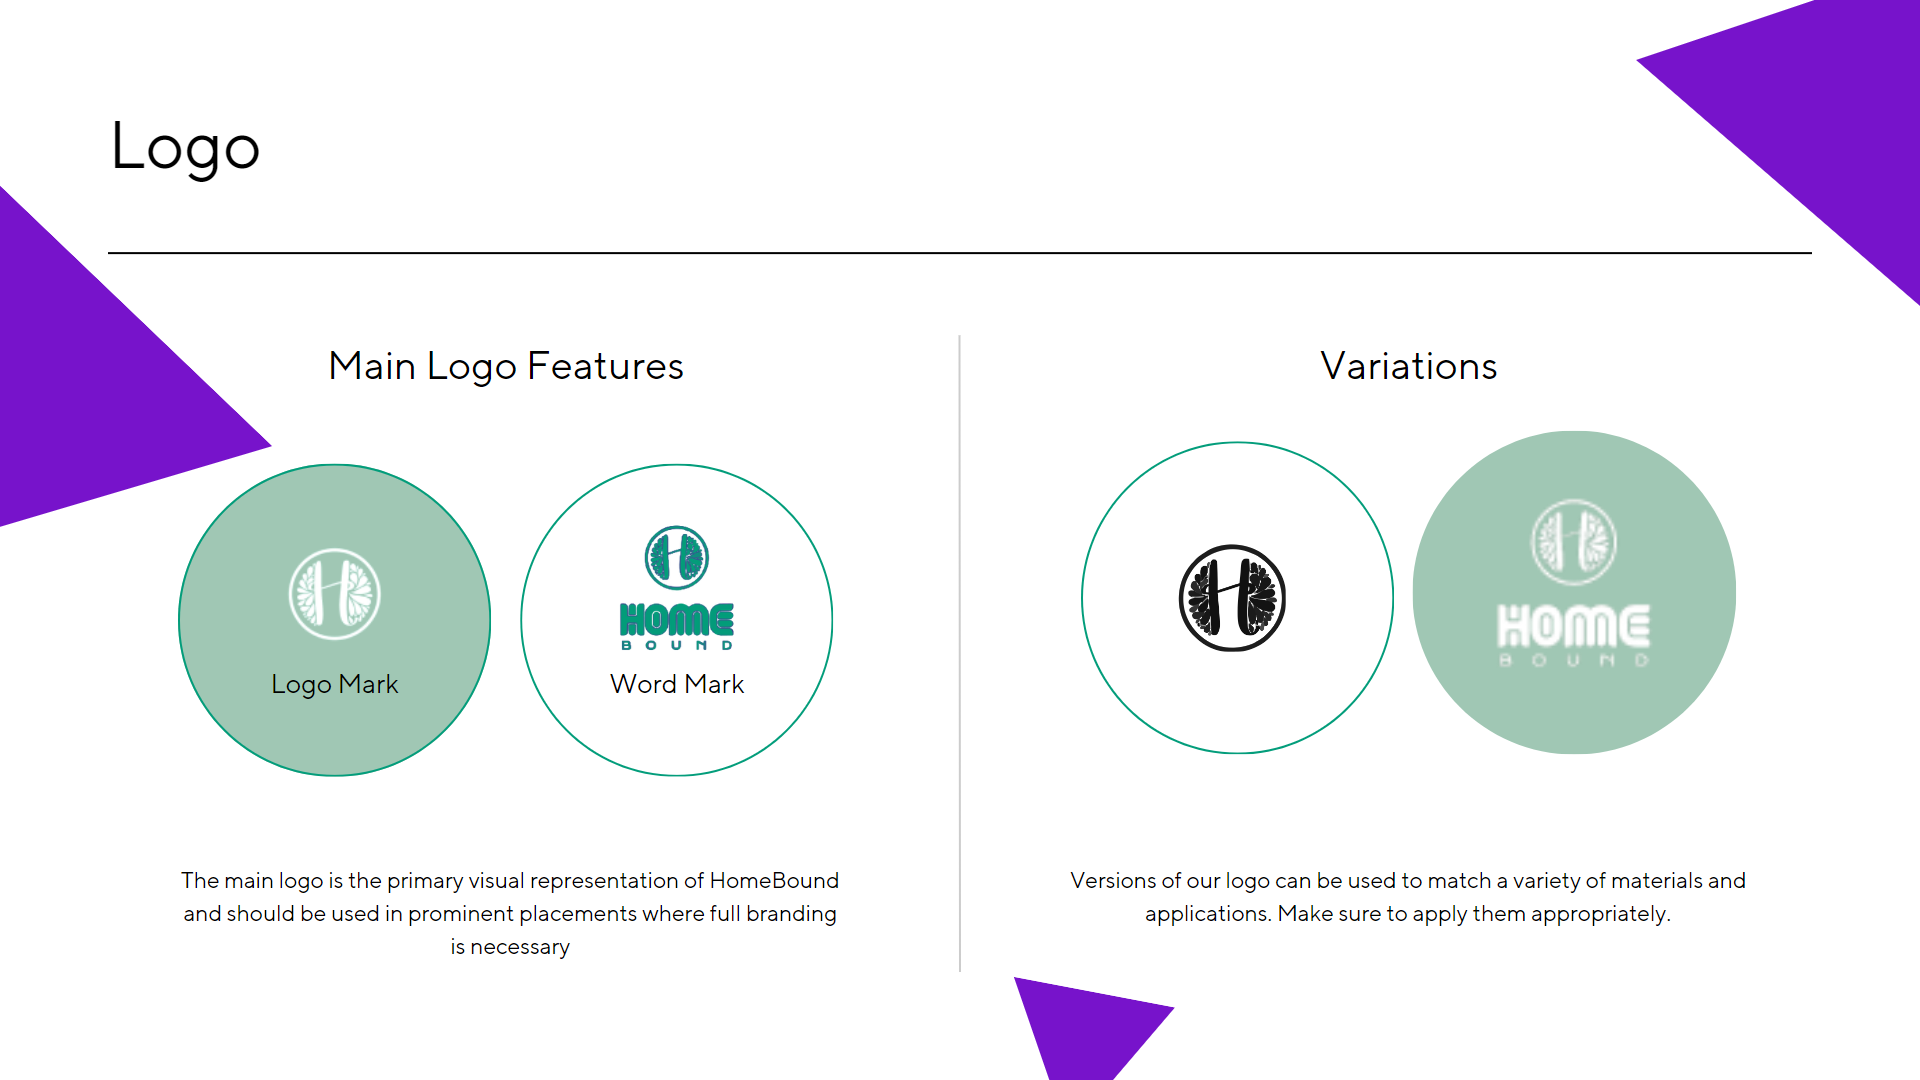 Logo
Main Logo Features
H
Logo Mark
H
HOME
BOUND
Word Mark
The main logo is the primary visual representation of HomeBound
and should be used in prominent placements where full branding
is necessary
Variations
H
H
HOME
BOUND
Versions of our logo can be used to match a variety of materials and
applications. Make sure to apply them appropriately.